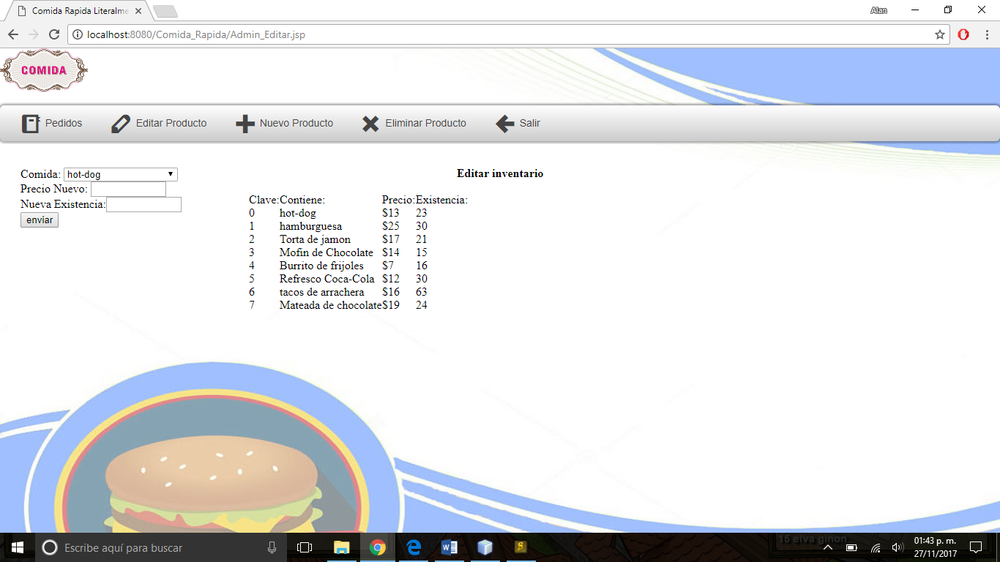 Comida Rapida Literalme
Alan
localhost:8080/Comida_Rapida/Admin_Editar.jsp
COMIDA
Pedidos Editar Producto Nuevo Producto Eliminar Producto Salir
Comida: hot-dog
Precio Nuevo:
Nueva Existencia:
enviar
Editar inventario
Clave: Contiene: Precio: Existencia:
0 hot-dog $13 23
1 hamburguesa $25 30
2 Torta de jamon $17 21
3 Mofin de Chocolate $14 15
4 Burrito de frijoles $7 16
5 Refresco Coca-Cola $12 30
6 tacos de arrachera $16 63
7 Mateada de chocolate $19 24
Escribe aquí para buscar
15 elva ginon
01:43 p. m.
27/11/2017